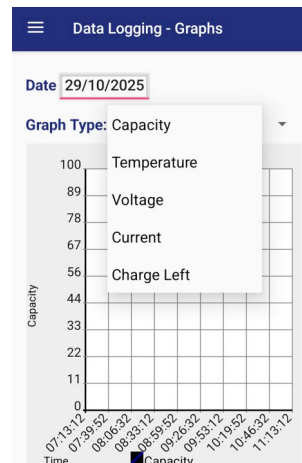 Data Logging - Graphs
Date 29/10/2025
Graph Type: Capacity
Temperature
Voltage
Current
Charge Left
100
89
78
67
56
44
33
22
11
0
Capacity
07:13:12
07:39:52
08:06:32
08:33:12
08:59:52
09:26:32
09:53:12
10:19:52
10:46:32
11:13:12
Time
Capacity